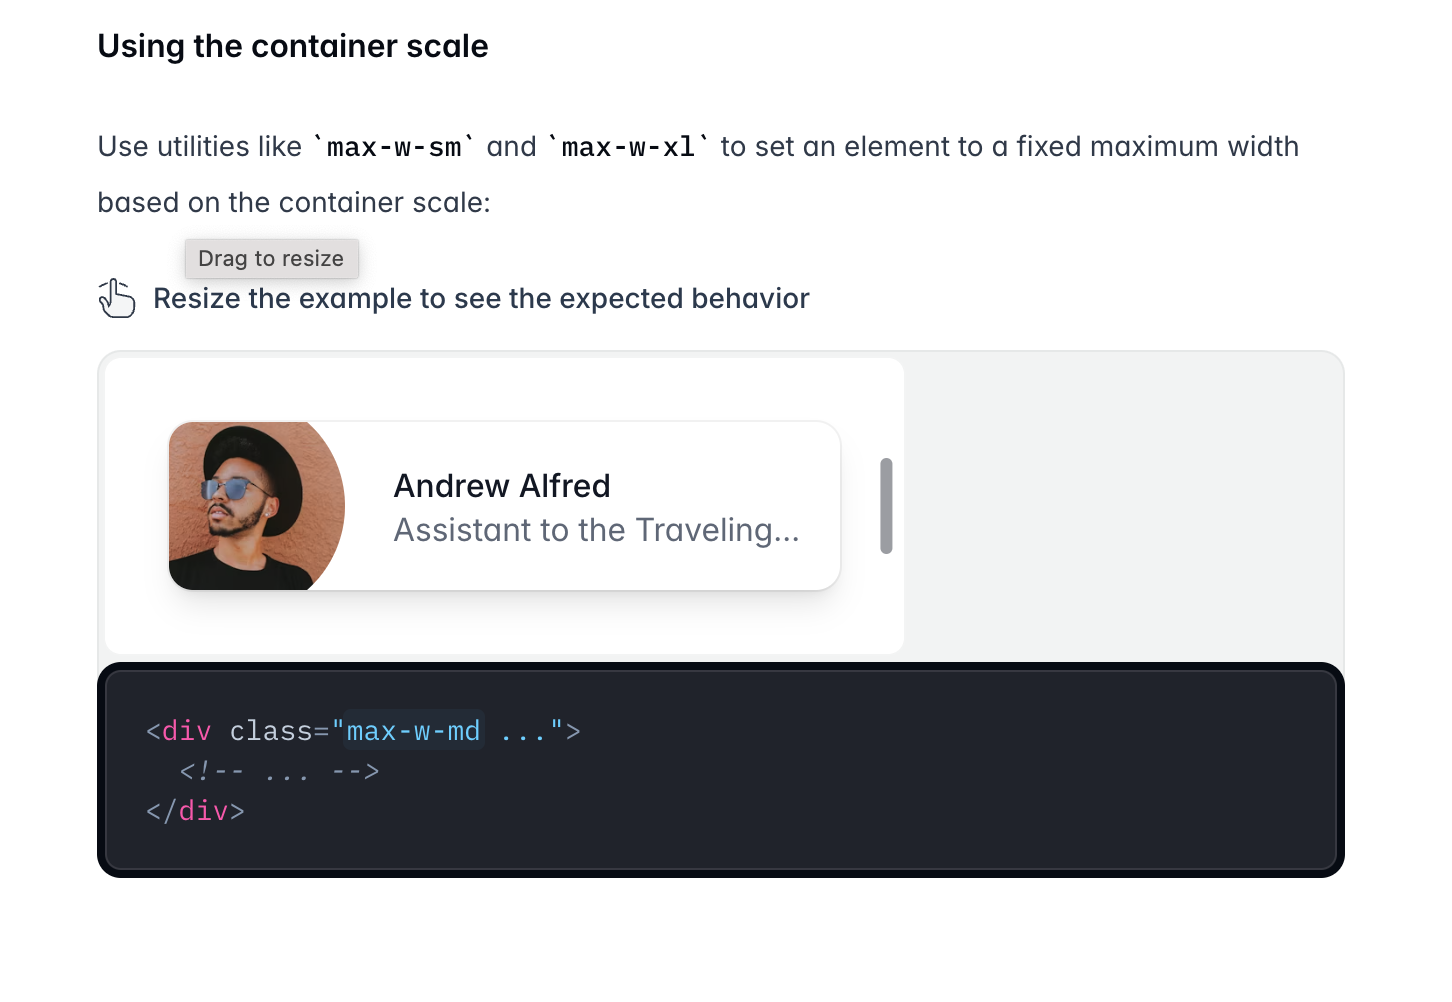 Using the container scale
Use utilities like `max-w-sm` and `max-w-xl` to set an element to a fixed maximum width
based on the container scale:
Drag to resize
Resize the example to see the expected behavior
Andrew Alfred
Assistant to the Traveling...
<div class="max-w-md ...">
  <!-- ... -->
</div>